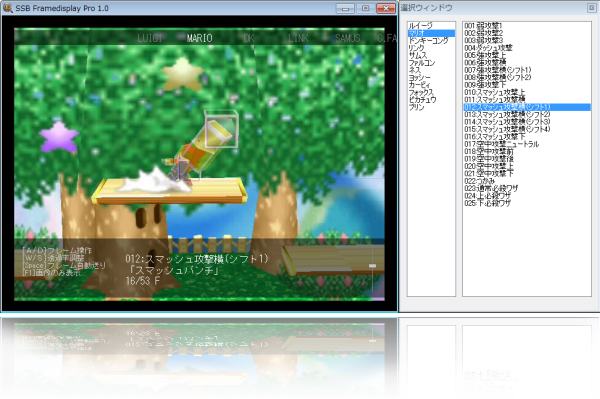 SSB Framedisplay Pro 1.0
LUIGI MARIO DK LINK SAMUS C.FA
[A/D]フレーム操作
[W/S]透過率調整
[Space]フレーム自動送り
[F1]画像のみ表示
012:スマッシュ攻撃横(シフト1)
「スマッシュパンチ」
16/53 F
選択ウィンドウ
ルイージ
マリオ
ドンキーコング
リンク
サムス
ファルコン
ネス
ヨッシー
カービィ
フォックス
ピカチュウ
プリン
001:弱攻撃1
002:弱攻撃2
003:弱攻撃3
004:ダッシュ攻撃
005:強攻撃上
006:強攻撃横
007:強攻撃横(シフト1)
008:強攻撃横(シフト2)
009:強攻撃下
010:スマッシュ攻撃上
011:スマッシュ攻撃横
012:スマッシュ攻撃横(シフト1)
013:スマッシュ攻撃横(シフト2)
014:スマッシュ攻撃横(シフト3)
015:スマッシュ攻撃横(シフト4)
016:スマッシュ攻撃下
017:空中攻撃ニュートラル
018:空中攻撃前
019:空中攻撃後
020:空中攻撃上
021:空中攻撃下
022:つかみ
023:通常必殺ワザ
024:上必殺ワザ
025:下必殺ワザ